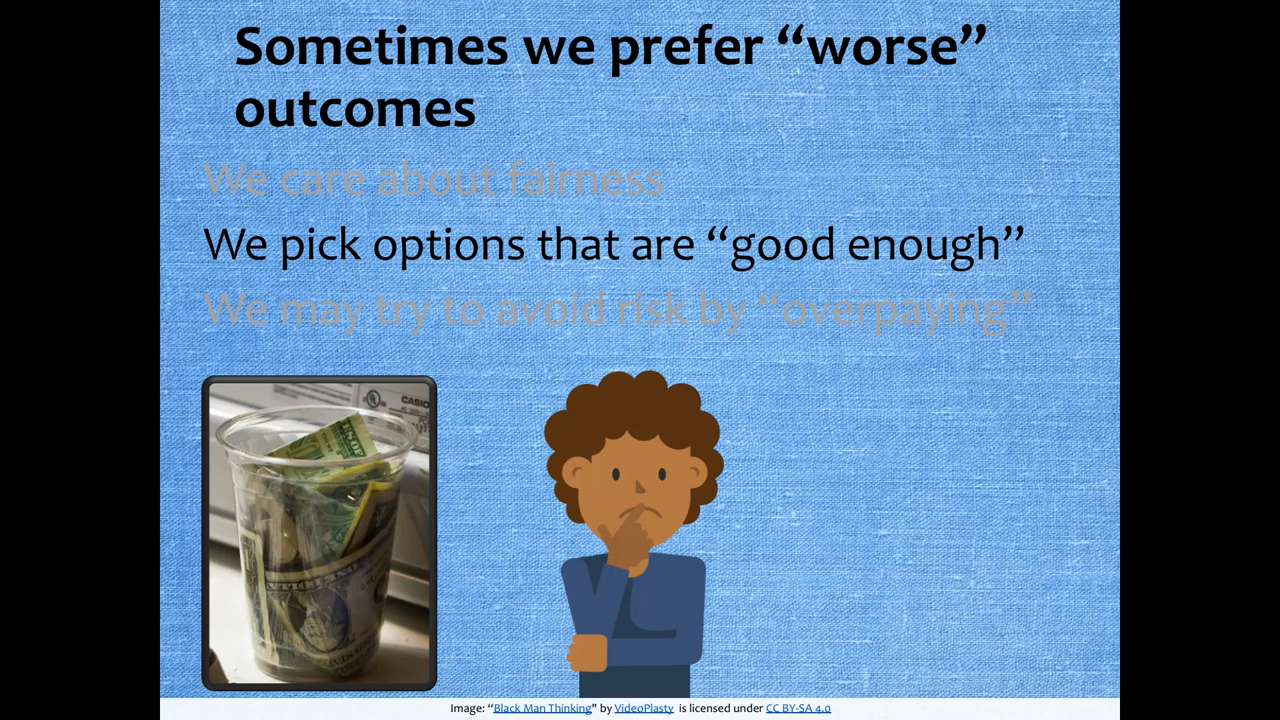 Sometimes we prefer “worse”
outcomes
We care about fairness
We pick options that are “good enough”
We may try to avoid risk by “overpaying”
CASIO
Image: “Black Man Thinking" by VideoPlasty is licensed under CC BY-SA 4.0